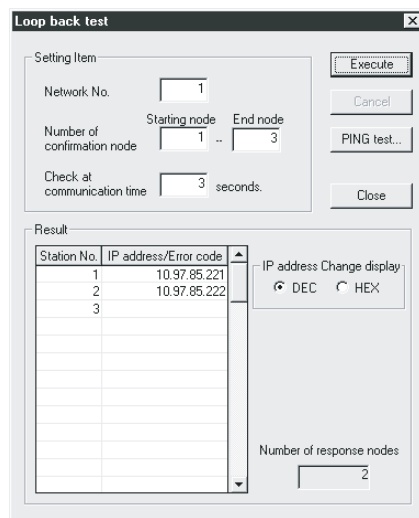 Loop back test
Setting Item
Network No. 1
Starting node End node
Number of
confirmation node 1 .. 3
Check at
communication time 3 seconds.
Execute
Cancel
PING test...
Close
Result
Station No. IP address/Error code
1 10.97.85.221
2 10.97.85.222
3
IP address Change display
DEC HEX
Number of response nodes
2